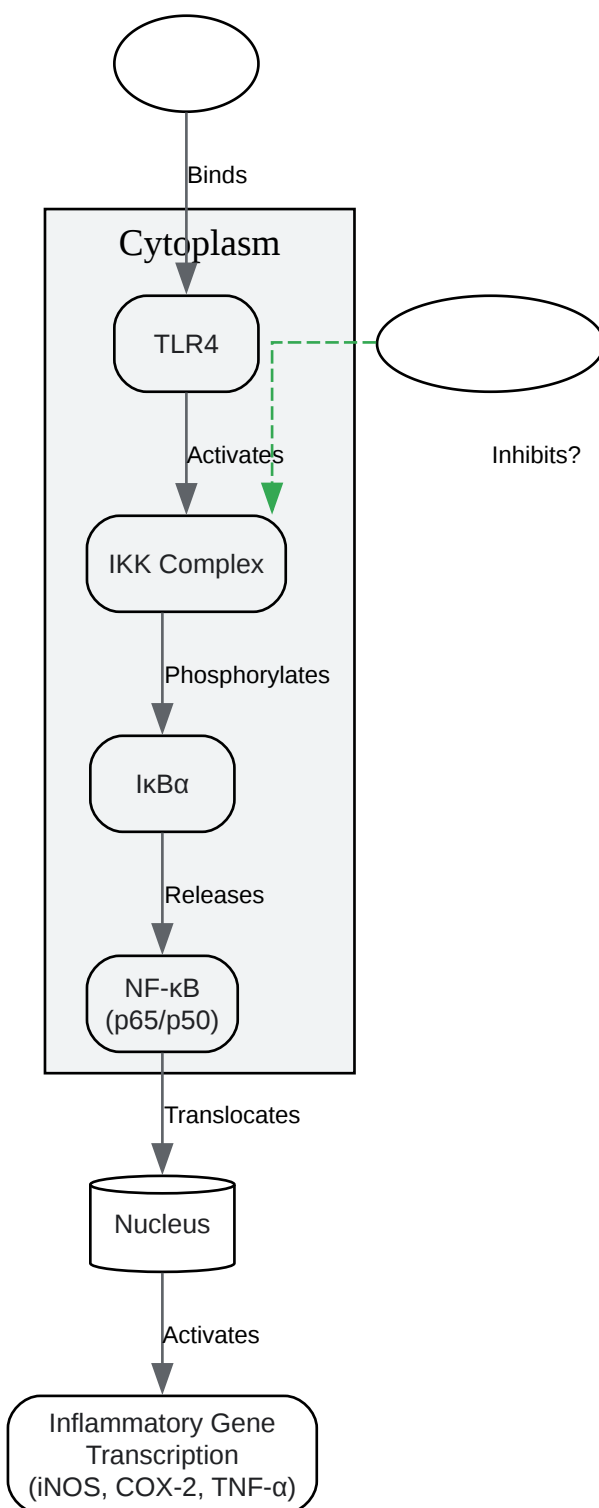 Binds
Cytoplasm
TLR4
Activates
Inhibits?
IKK Complex
Phosphorylates
IκBα
Releases
NF-κB
(p65/p50)
Translocates
Nucleus
Activates
Inflammatory Gene
Transcription
(iNOS, COX-2, TNF-α)